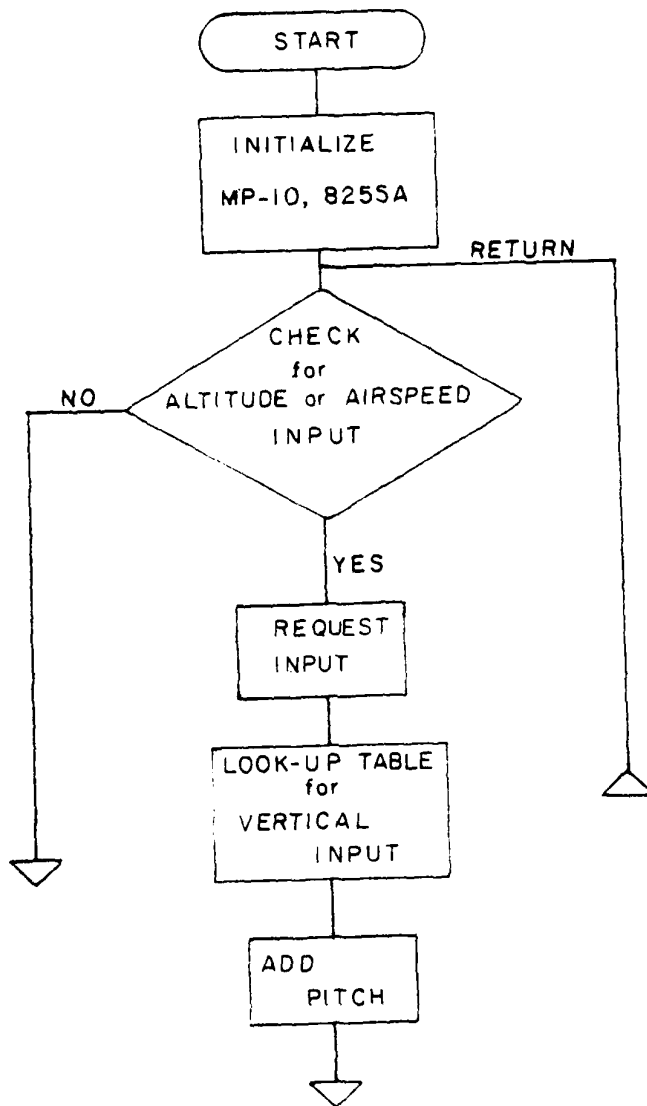 START
INITIALIZE
MP-10, 8255A
RETURN
CHECK
for
ALTITUDE or AIRSPEED
INPUT
NO
YES
REQUEST
INPUT
LOOK-UP TABLE
for
VERTICAL
INPUT
ADD
PITCH